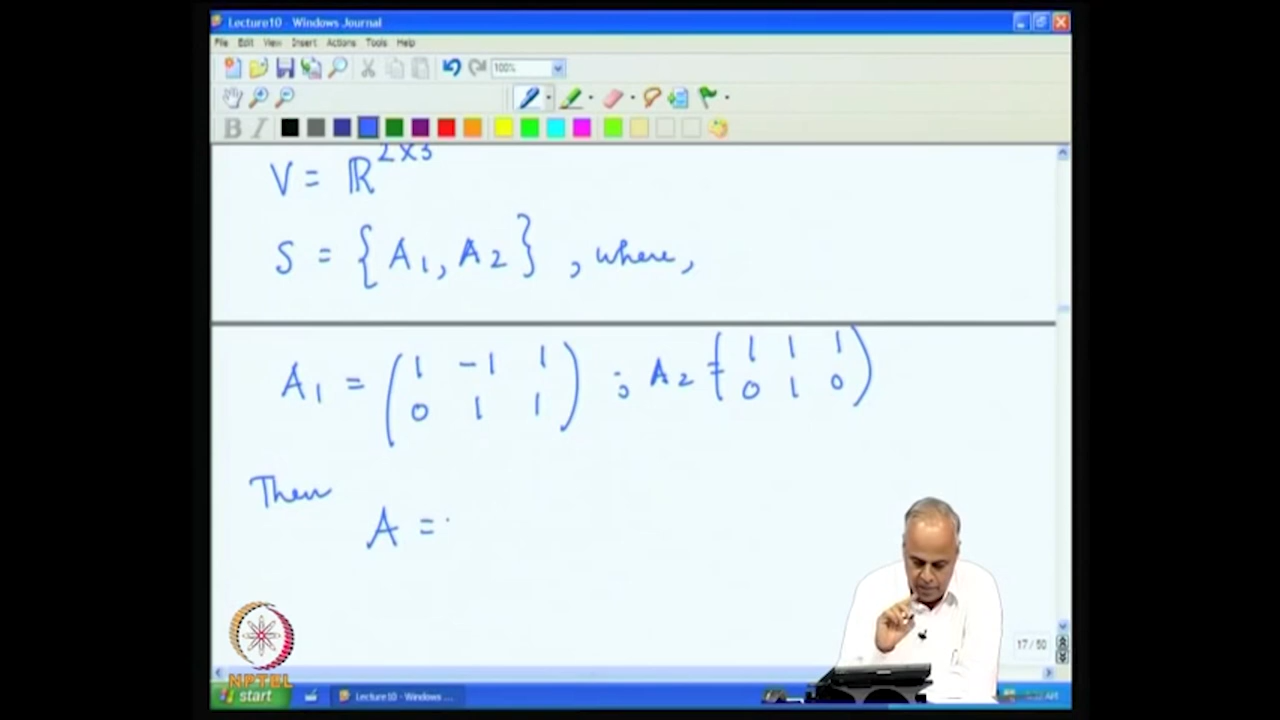 Lecture10 - Windows Journal
File Edit View Insert Actions Tools Help
100%
B I
V = ℝ^{2×3}
S = { A₁, A₂ } , where,
A₁ = ( 1 -1 1 ; A₂ = ( 1 1 1
0 1 1 ) 0 1 0 )
Then
A =
17 / 50
NPTEL
start Lecture10 - Windows ...